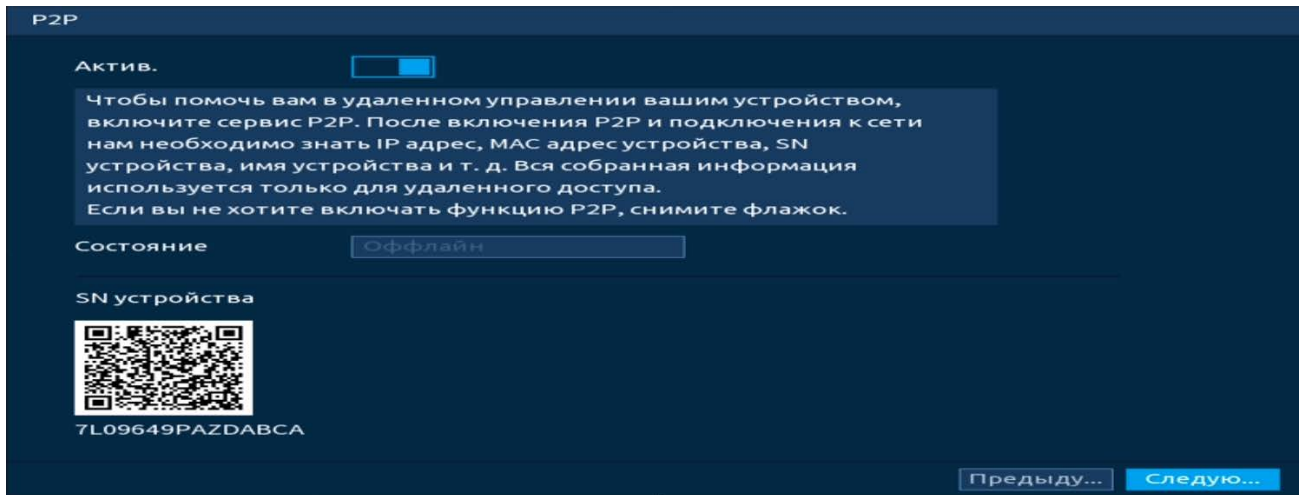 P2P
Актив.
Чтобы помочь вам в удаленном управлении вашим устройством,
включите сервис P2P. После включения P2P и подключения к сети
нам необходимо знать IP адрес, MAC адрес устройства, SN
устройства, имя устройства и т. д. Вся собранная информация
используется только для удаленного доступа.
Если вы не хотите включать функцию P2P, снимите флажок.
Состояние Оффлайн
SN устройства
7L09649PAZDABCA
Предыду... Следую...